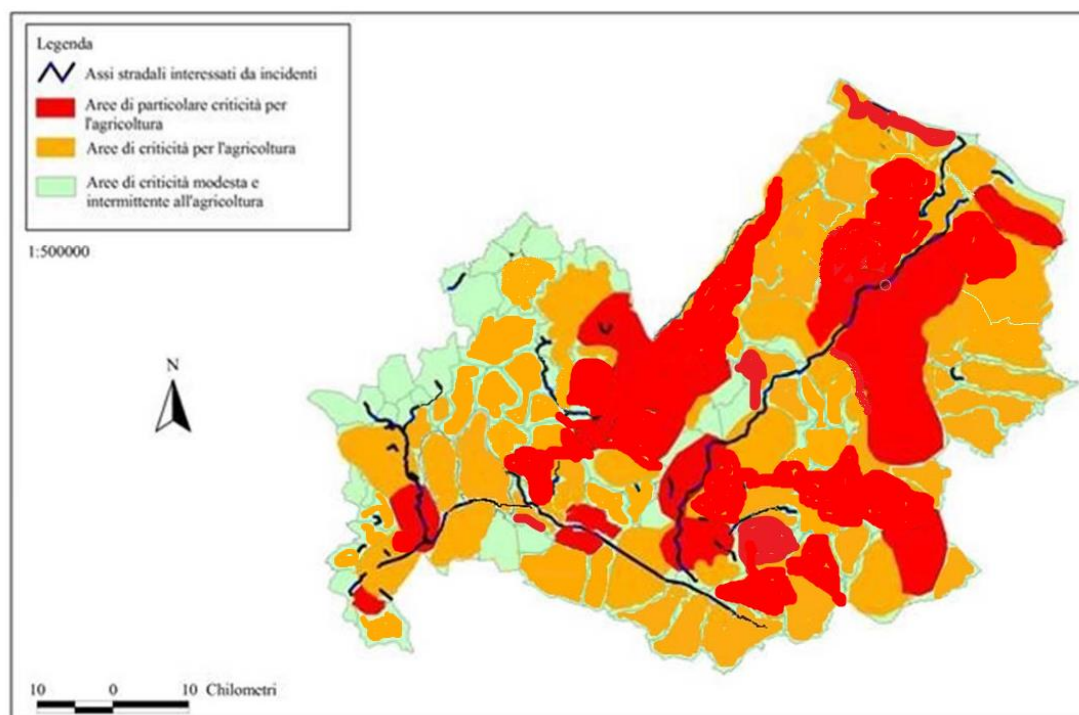 Legenda
Assi stradali interessati da incidenti
Aree di particolare criticità per
l'agricoltura
Aree di criticità per l'agricoltura
Aree di criticità modesta e
intermittente all'agricoltura
1:500000
N
10 0 10 Chilometri